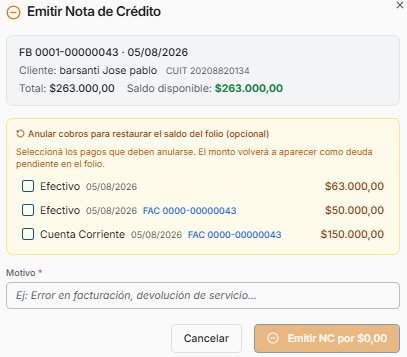 Emitir Nota de Crédito
FB 0001-00000043 · 05/08/2026
Cliente: barsanti Jose pablo CUIT 20208820134
Total: $263.000,00 Saldo disponible: $263.000,00
Anular cobros para restaurar el saldo del folio (opcional)
Seleccioná los pagos que deben anularse. El monto volverá a aparecer como deuda
pendiente en el folio.
Efectivo 05/08/2026 $63.000,00
Efectivo 05/08/2026 FAC 0000-00000043 $50.000,00
Cuenta Corriente 05/08/2026 FAC 0000-00000043 $150.000,00
Motivo *
Ej: Error en facturación, devolución de servicio...
Cancelar Emitir NC por $0,00